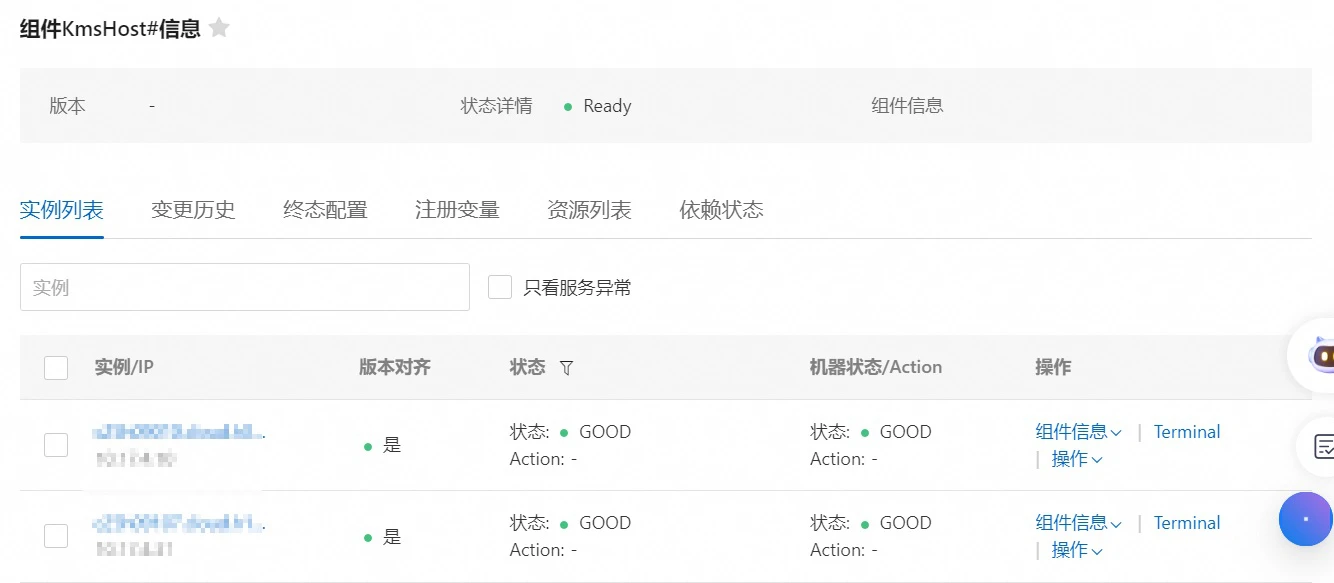 组件KmsHost#信息
版本 - 状态详情 Ready 组件信息
实例列表 变更历史 终态配置 注册变量 资源列表 依赖状态
实例 只看服务异常
实例/IP 版本对齐 状态 机器状态/Action 操作
是 状态: GOOD 状态: GOOD 组件信息 | Terminal
Action: - Action: - | 操作
是 状态: GOOD 状态: GOOD 组件信息 | Terminal
Action: - Action: - | 操作